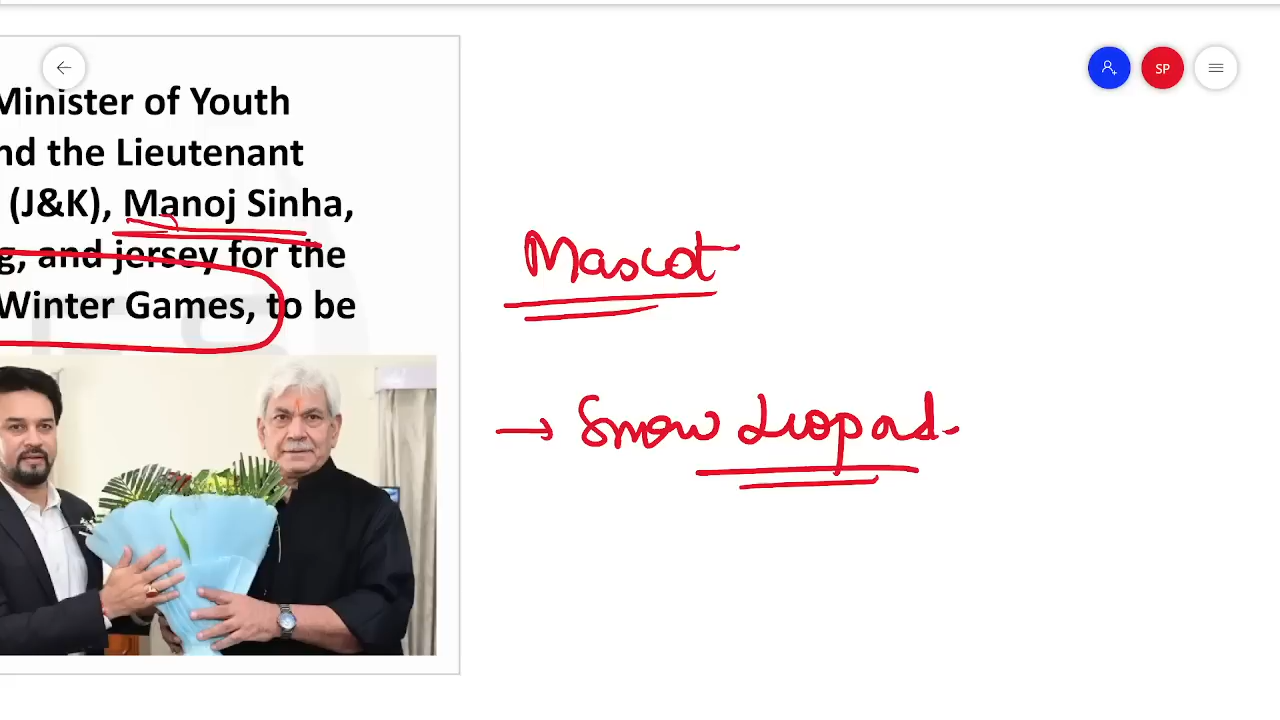 Minister of Youth
nd the Lieutenant
(J&K), Manoj Sinha,
g, and jersey for the
Winter Games, to be
SP
Mascot
→ Snow Leopard